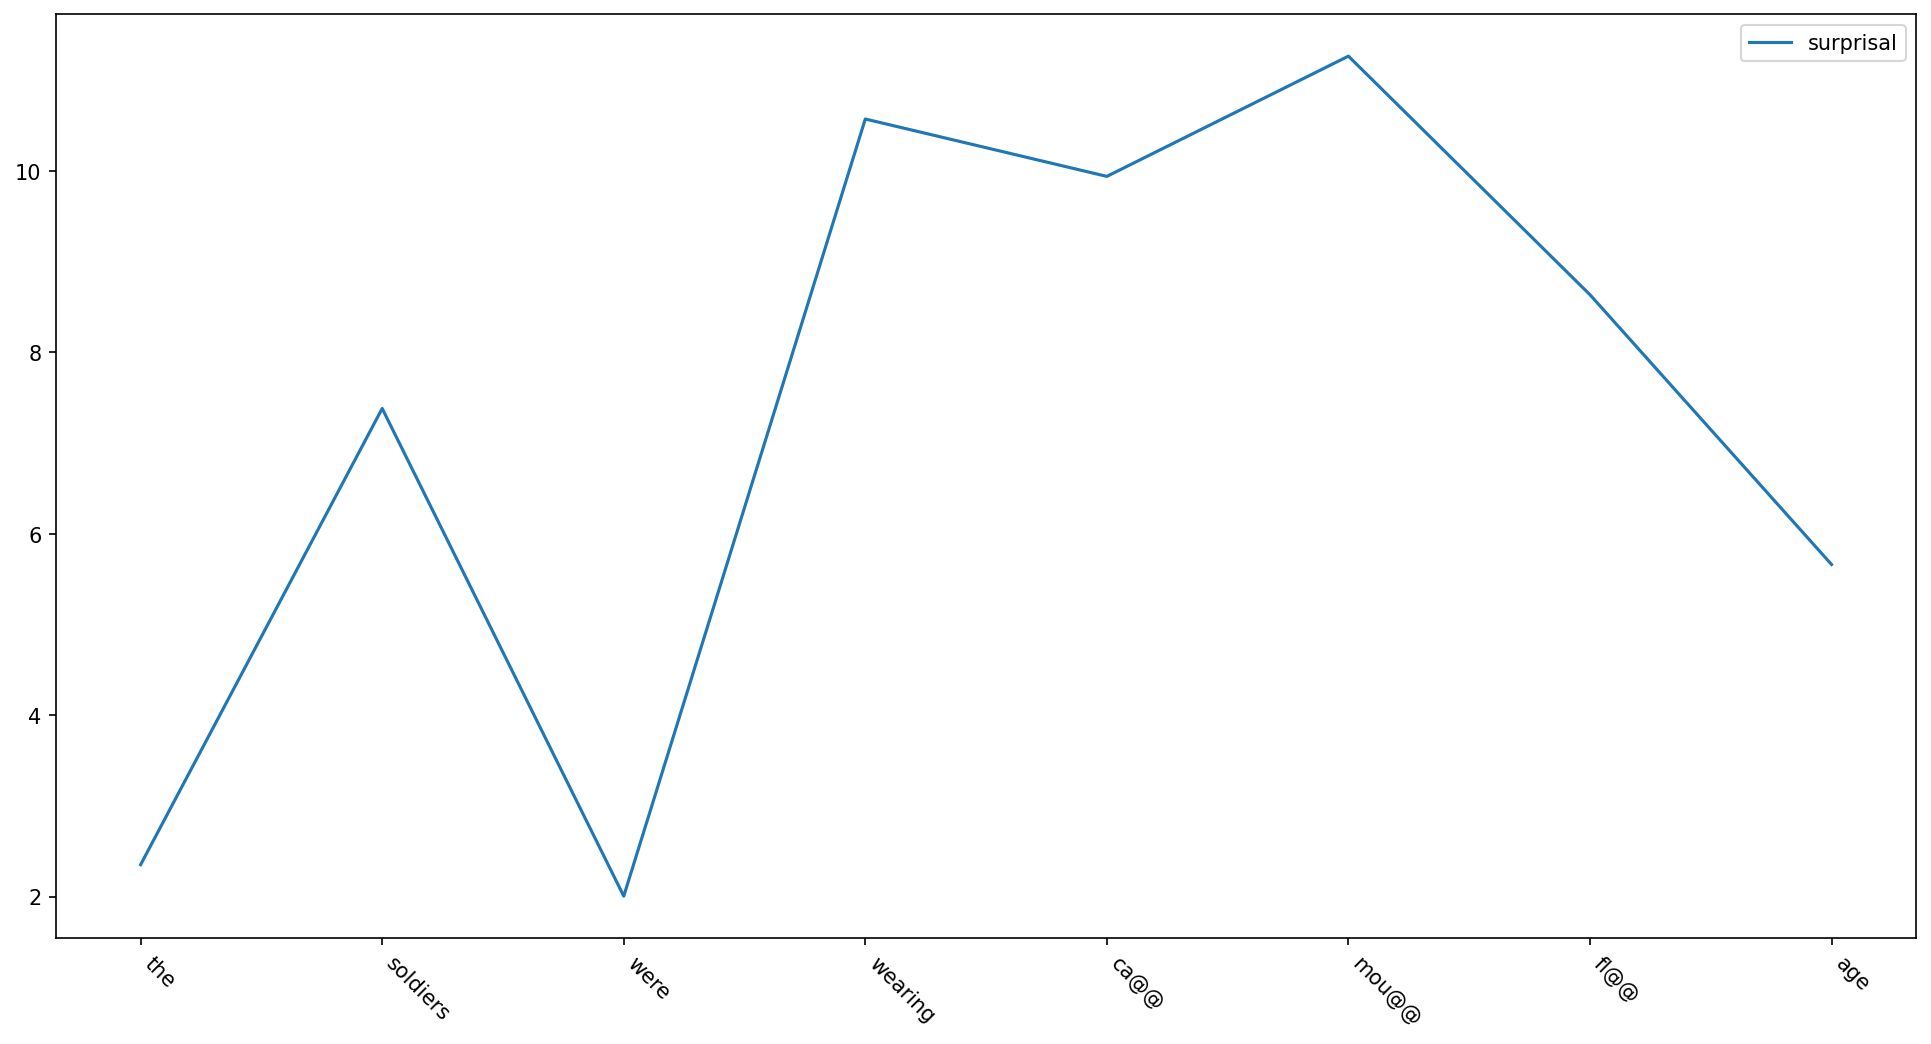 surprisal
10
8
6
4
2
the
soldiers
were
wearing
ca@@
mou@@
fl@@
age